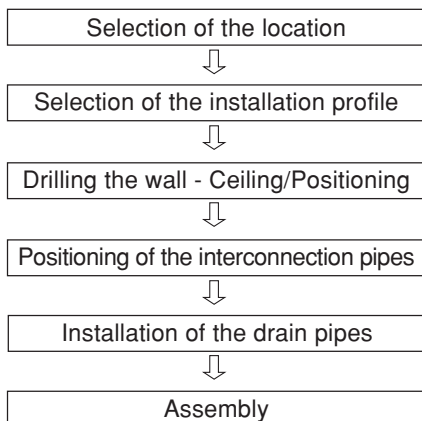 Selection of the location
Selection of the installation profile
Drilling the wall - Ceiling/Positioning
Positioning of the interconnection pipes
Installation of the drain pipes
Assembly